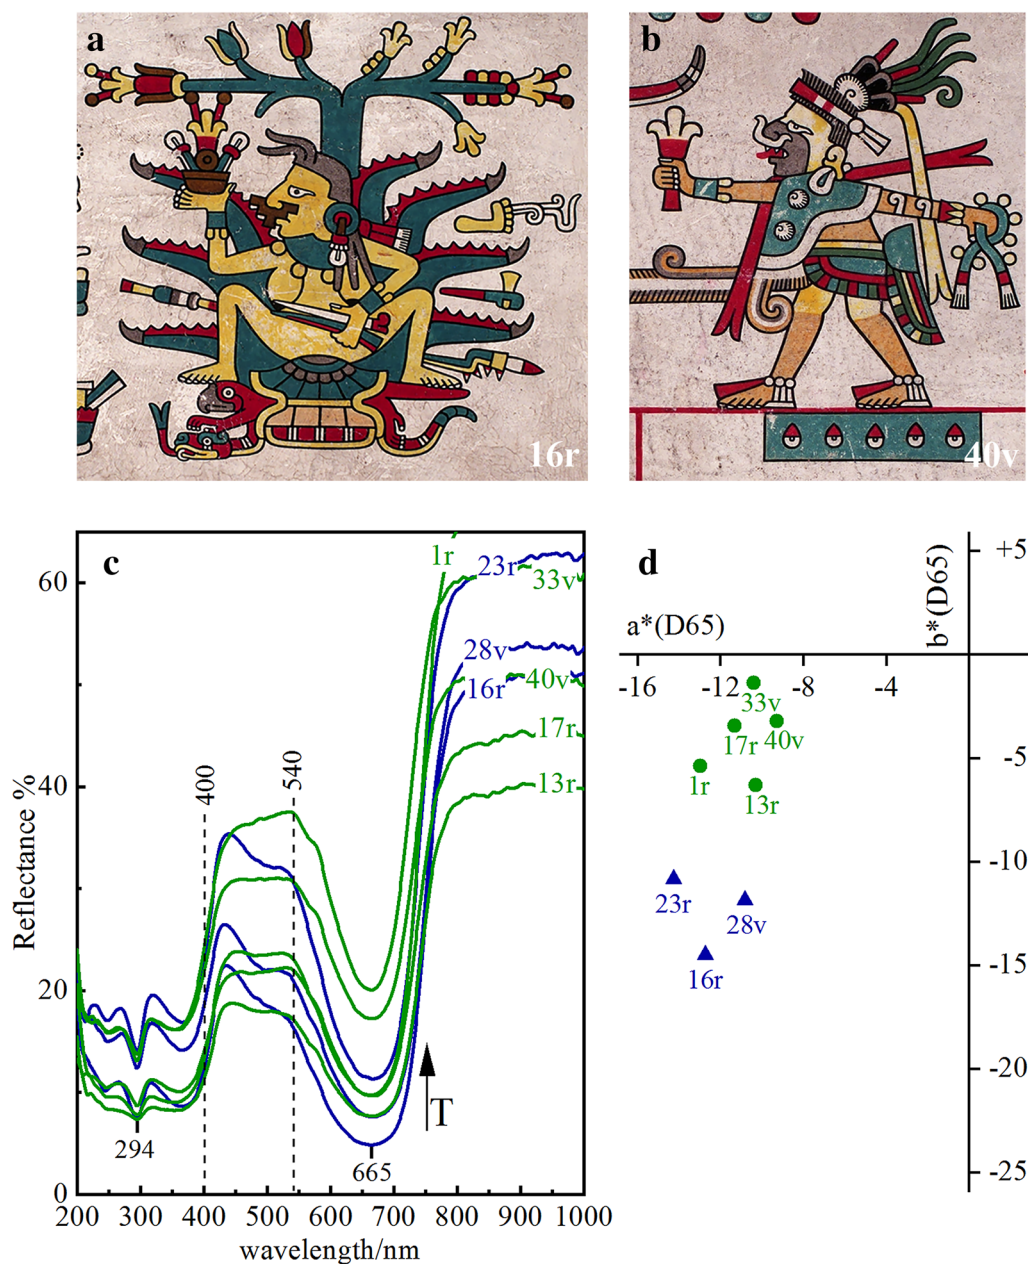 a
16r
b
40v
c
1r
23r
33v
28v
16r
40v
17r
13r
400
540
294
665
T
60
40
20
0
200 300 400 500 600 700 800 900 1000
Reflectance %
wavelength/nm
d
a*(D65)
b*(D65)
+5
-16 -12 -8 -4
33v
17r 40v
1r 13r
-5
-10
23r 28v
16r
-15
-20
-25